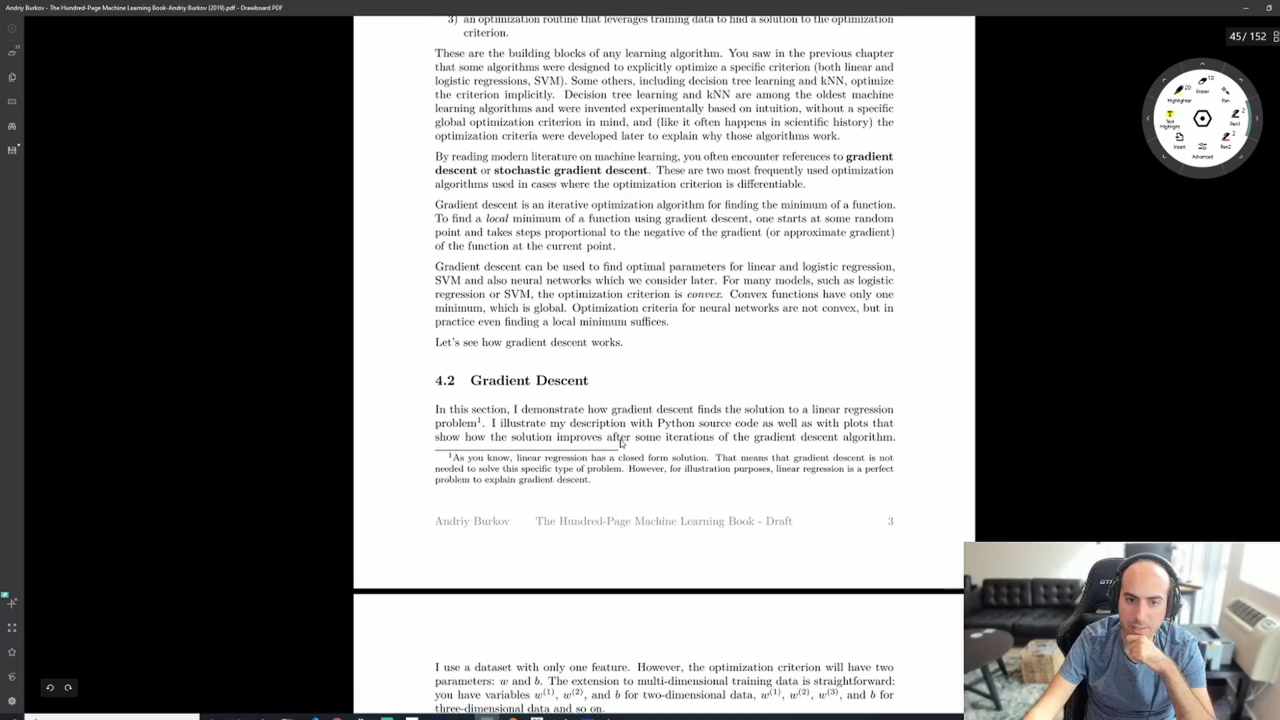 Andriy Burkov - The Hundred-Page Machine Learning Book-Andriy Burkov (2019).pdf - Drawboard PDF
45 / 152
3) an optimization routine that leverages training data to find a solution to the optimization
criterion.
These are the building blocks of any learning algorithm. You saw in the previous chapter
that some algorithms were designed to explicitly optimize a specific criterion (both linear and
logistic regressions, SVM). Some others, including decision tree learning and kNN, optimize
the criterion implicitly. Decision tree learning and kNN are among the oldest machine
learning algorithms and were invented experimentally based on intuition, without a specific
global optimization criterion in mind, and (like it often happens in scientific history) the
optimization criteria were developed later to explain why those algorithms work.
By reading modern literature on machine learning, you often encounter references to gradient
descent or stochastic gradient descent. These are two most frequently used optimization
algorithms used in cases where the optimization criterion is differentiable.
Gradient descent is an iterative optimization algorithm for finding the minimum of a function.
To find a local minimum of a function using gradient descent, one starts at some random
point and takes steps proportional to the negative of the gradient (or approximate gradient)
of the function at the current point.
Gradient descent can be used to find optimal parameters for linear and logistic regression,
SVM and also neural networks which we consider later. For many models, such as logistic
regression or SVM, the optimization criterion is convex. Convex functions have only one
minimum, which is global. Optimization criteria for neural networks are not convex, but in
practice even finding a local minimum suffices.
Let's see how gradient descent works.
4.2 Gradient Descent
In this section, I demonstrate how gradient descent finds the solution to a linear regression
problem¹. I illustrate my description with Python source code as well as with plots that
show how the solution improves after some iterations of the gradient descent algorithm.
¹As you know, linear regression has a closed form solution. That means that gradient descent is not
needed to solve this specific type of problem. However, for illustration purposes, linear regression is a perfect
problem to explain gradient descent.
Andriy Burkov The Hundred-Page Machine Learning Book - Draft 3
I use a dataset with only one feature. However, the optimization criterion will have two
parameters: w and b. The extension to multi-dimensional training data is straightforward:
you have variables w⁽¹⁾, w⁽²⁾, and b for two-dimensional data, w⁽¹⁾, w⁽²⁾, w⁽³⁾, and b for
three-dimensional data and so on.
Highlighter
20
Eraser
10
Pen
Text
Highlight
Pen1
2
Insert
Pen2
2
Advanced